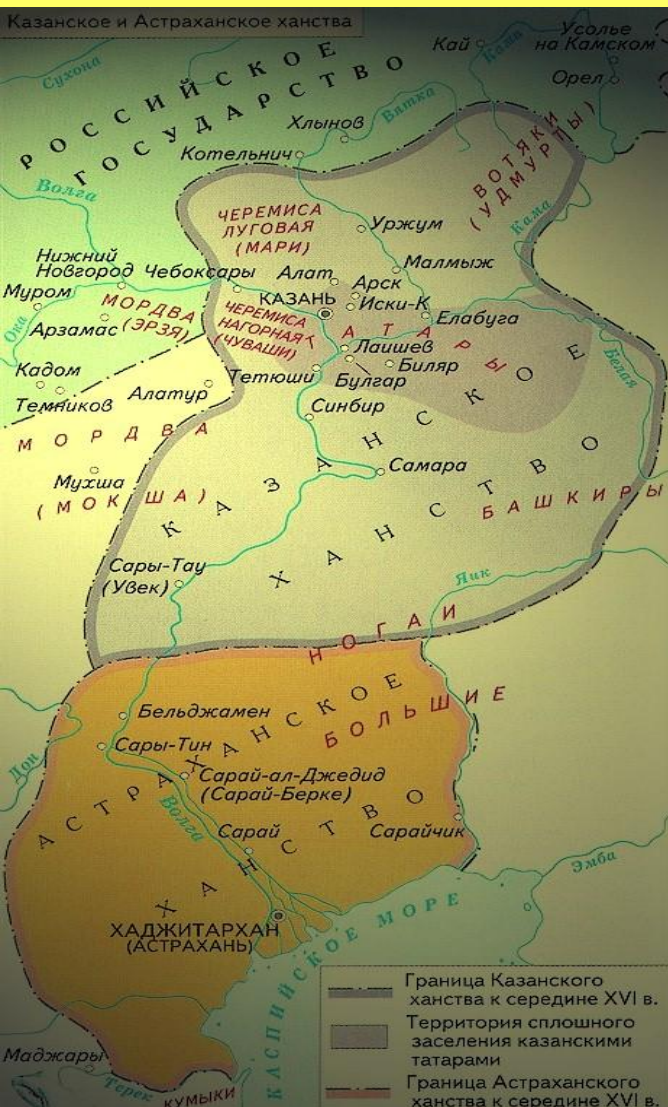 Казанское и Астраханское ханства
Усолье
на Камском
Кай
Кама
Орел
Сухона
РОССИЙСКОЕ
ГОСУДАРСТВО
Вятка
Хлынов
Котельнич
ВОТЯКИ
(УДМУРТЫ)
Волга
ЧЕРЕМИСА
ЛУГОВАЯ
(МАРИ)
Уржум
Кама
Нижний
Новгород
Чебоксары
Алат
Малмыж
Арск
Муром
МОРДВА
(ЭРЗЯ)
КАЗАНЬ
Иски-К
Ока
Арзамас
ЧЕРЕМИСА
НАГОРНАЯ
(ЧУВАШИ)
ТАТАРЫ
Елабуга
Лаишев
Белая
Кадом
Тетюши
Булгар
Биляр
Темников
Алатур
Синбир
МОРДВА
(МОКША)
Мухша
Самара
КАЗАНСКОЕ
ХАНСТВО
БАШКИРЫ
Сары-Тау
(Увек)
Яик
НОГАИ
БОЛЬШИЕ
Бельджамен
Сары-Тин
Дон
АСТРАХАНСКОЕ
ХАНСТВО
Сарай-ал-Джедид
(Сарай-Берке)
Волга
Сарай
Сарайчик
Эмба
ХАДЖИТАРХАН
(АСТРАХАНЬ)
КАСПИЙСКОЕ МОРЕ
Маджары
Терек
КУМЫКИ
Граница Казанского
ханства к середине XVI в.
Территория сплошного
заселения казанскими
татарами
Граница Астраханского
ханства к середине XVI в.